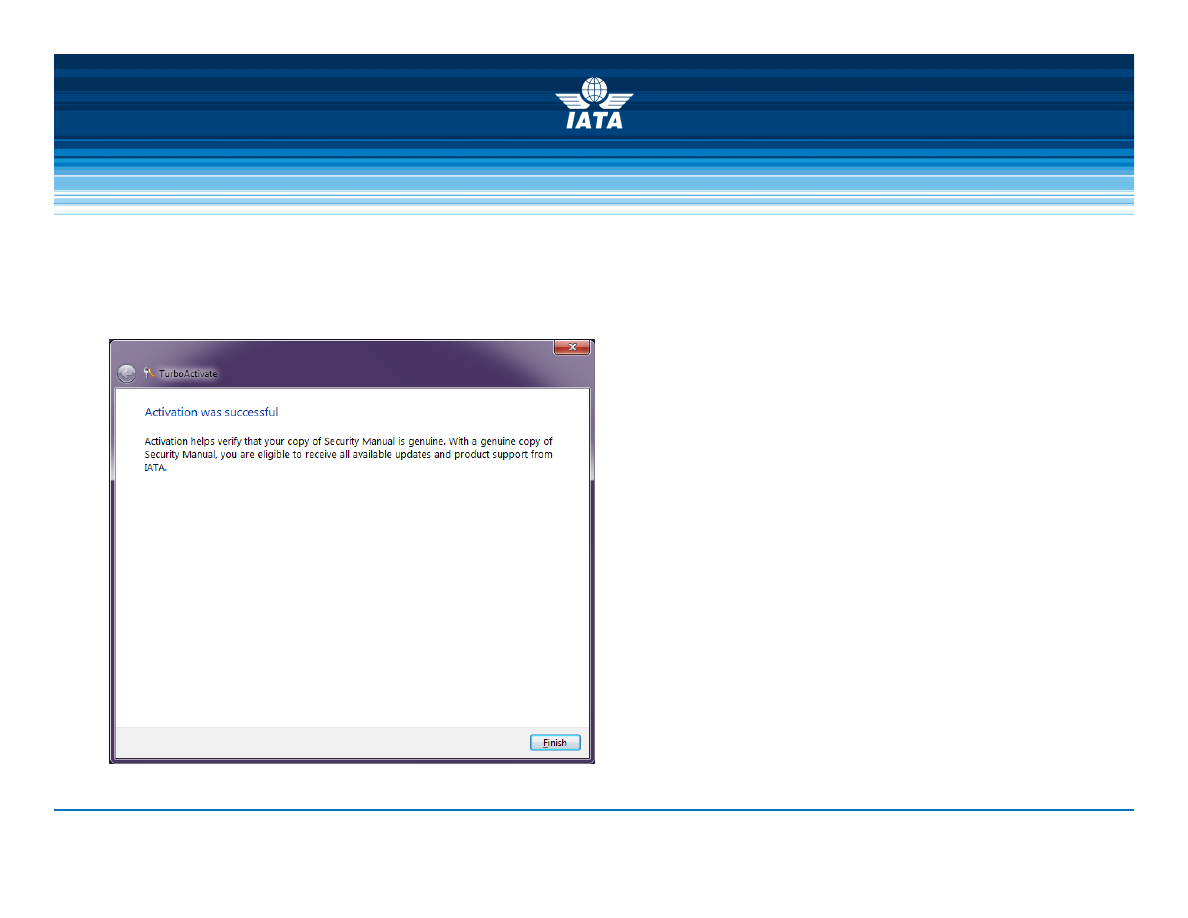 IATA
TurboActivate
Activation was successful
Activation helps verify that your copy of Security Manual is genuine. With a genuine copy of
Security Manual, you are eligible to receive all available updates and product support from
IATA.
Finish